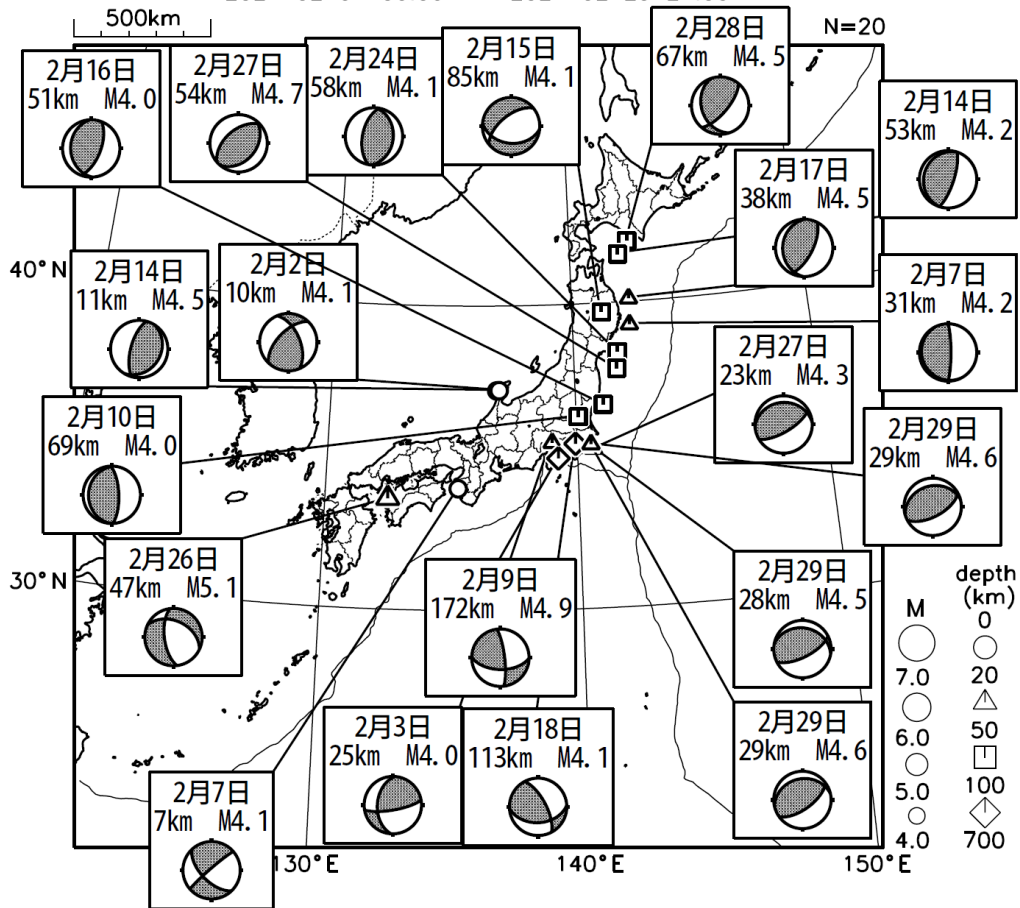 500km
N=20
2月16日
51km M4.0
2月27日
54km M4.7
2月24日
58km M4.1
2月15日
85km M4.1
2月28日
67km M4.5
2月14日
53km M4.2
2月17日
38km M4.5
40°N
2月14日
11km M4.5
2月2日
10km M4.1
2月7日
31km M4.2
2月27日
23km M4.3
2月10日
69km M4.0
2月29日
29km M4.6
30°N
2月26日
47km M5.1
2月9日
172km M4.9
2月29日
28km M4.5
2月3日
25km M4.0
2月18日
113km M4.1
2月29日
29km M4.6
2月7日
7km M4.1
130°E
140°E
150°E
M
7.0
6.0
5.0
4.0
depth
(km)
0
20
50
100
700